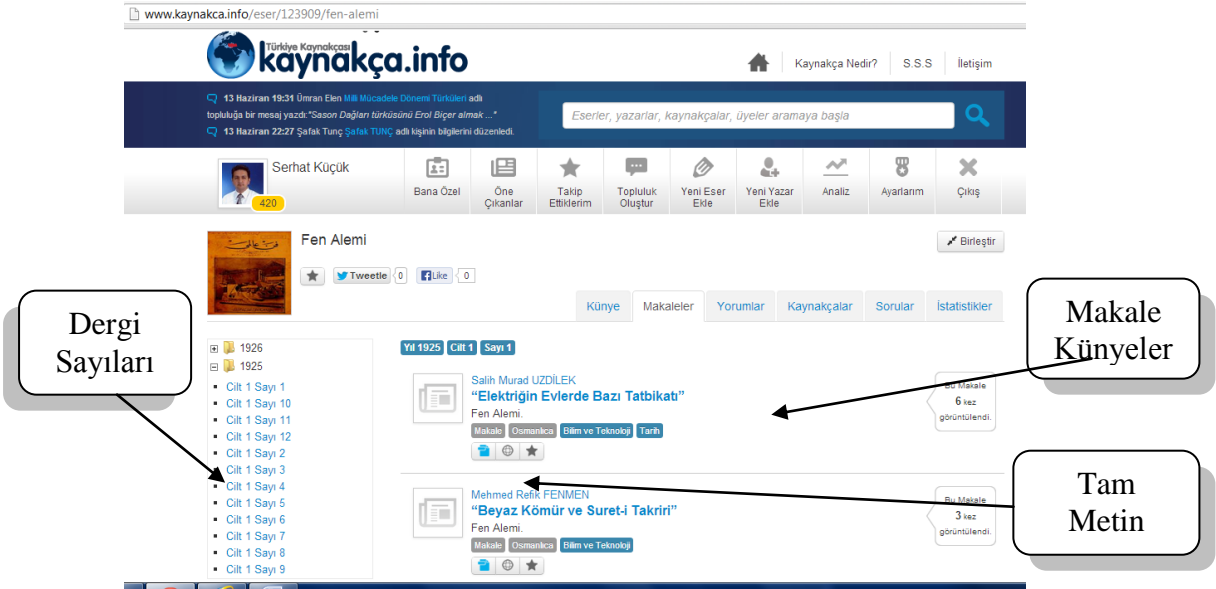 www.kaynakca.info/eser/123909/fen-alemi
Türkiye Kaynakçası
kaynakça.info
Kaynakça Nedir?
S.S.S
İletişim
13 Haziran 19:31 Ümran Elen Milli Mücadele Dönemi Türküleri adlı
topluluğa bir mesaj yazdı:"Sason Dağları türküsünü Erol Biçer almak ..."
13 Haziran 22:27 Şafak Tunç Şafak TUNÇ adlı kişinin bilgilerini düzenledi.
Eserler, yazarlar, kaynakçalar, üyeler aramaya başla
Serhat Küçük
420
Bana Özel
Öne
Çıkanlar
Takip
Ettiklerim
Topluluk
Oluştur
Yeni Eser
Ekle
Yeni Yazar
Ekle
Analiz
Ayarlarım
Çıkış
Fen Alemi
Birleştir
Tweetle 0
Like 0
Künye
Makaleler
Yorumlar
Kaynakçalar
Sorular
İstatistikler
Dergi
Sayıları
Makale
Künyeler
1926
1925
Cilt 1 Sayı 1
Cilt 1 Sayı 10
Cilt 1 Sayı 11
Cilt 1 Sayı 12
Cilt 1 Sayı 2
Cilt 1 Sayı 3
Cilt 1 Sayı 4
Cilt 1 Sayı 5
Cilt 1 Sayı 6
Cilt 1 Sayı 7
Cilt 1 Sayı 8
Cilt 1 Sayı 9
Yıl 1925 Cilt 1 Sayı 1
Salih Murad UZDİLEK
“Elektriğin Evlerde Bazı Tatbikatı”
Fen Alemi.
Makale Osmanlıca Bilim ve Teknoloji Tarih
Bu Makale
6 kez
görüntülendi.
Mehmed Refik FENMEN
“Beyaz Kömür ve Suret-i Takriri”
Fen Alemi.
Makale Osmanlıca Bilim ve Teknoloji
Bu Makale
3 kez
görüntülendi.
Tam
Metin